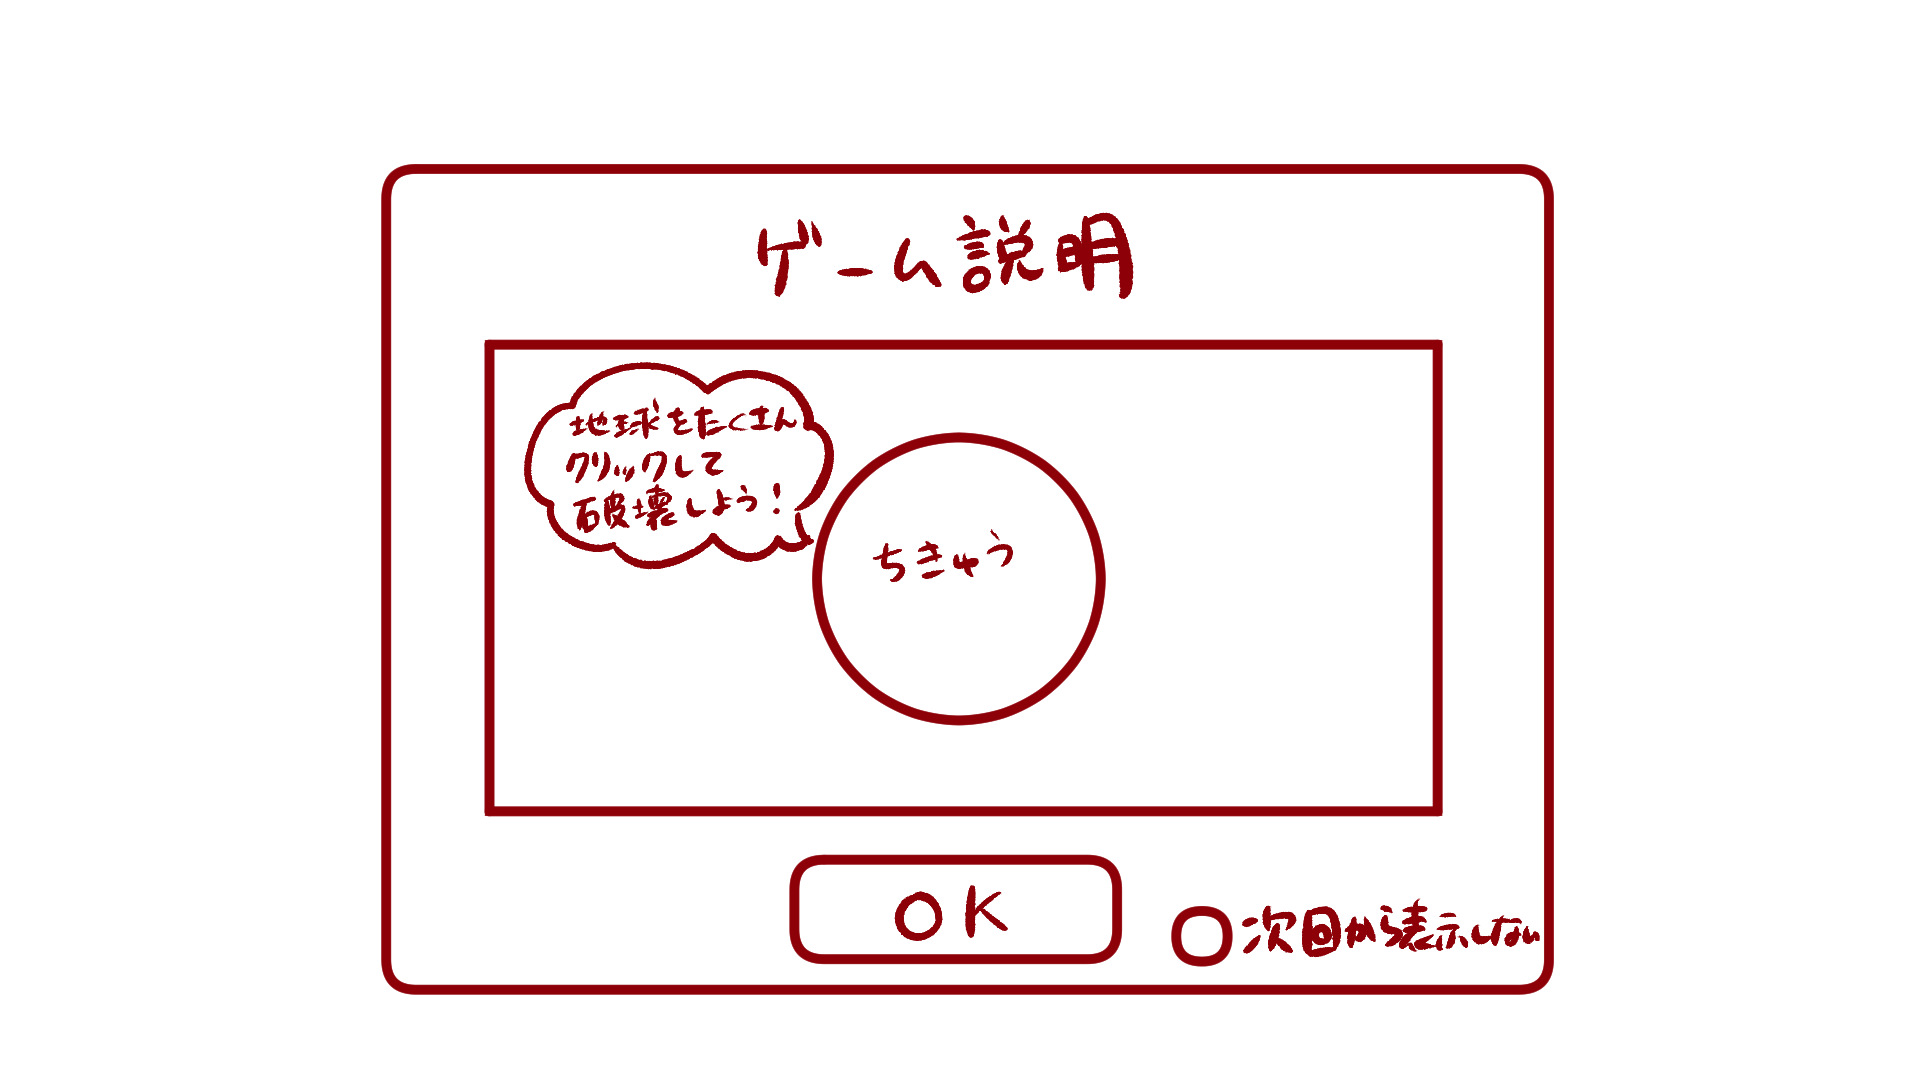 ゲーム説明
地球をたくさん
クリックして
破壊しよう!
ちきゅう
OK
次回から表示しない